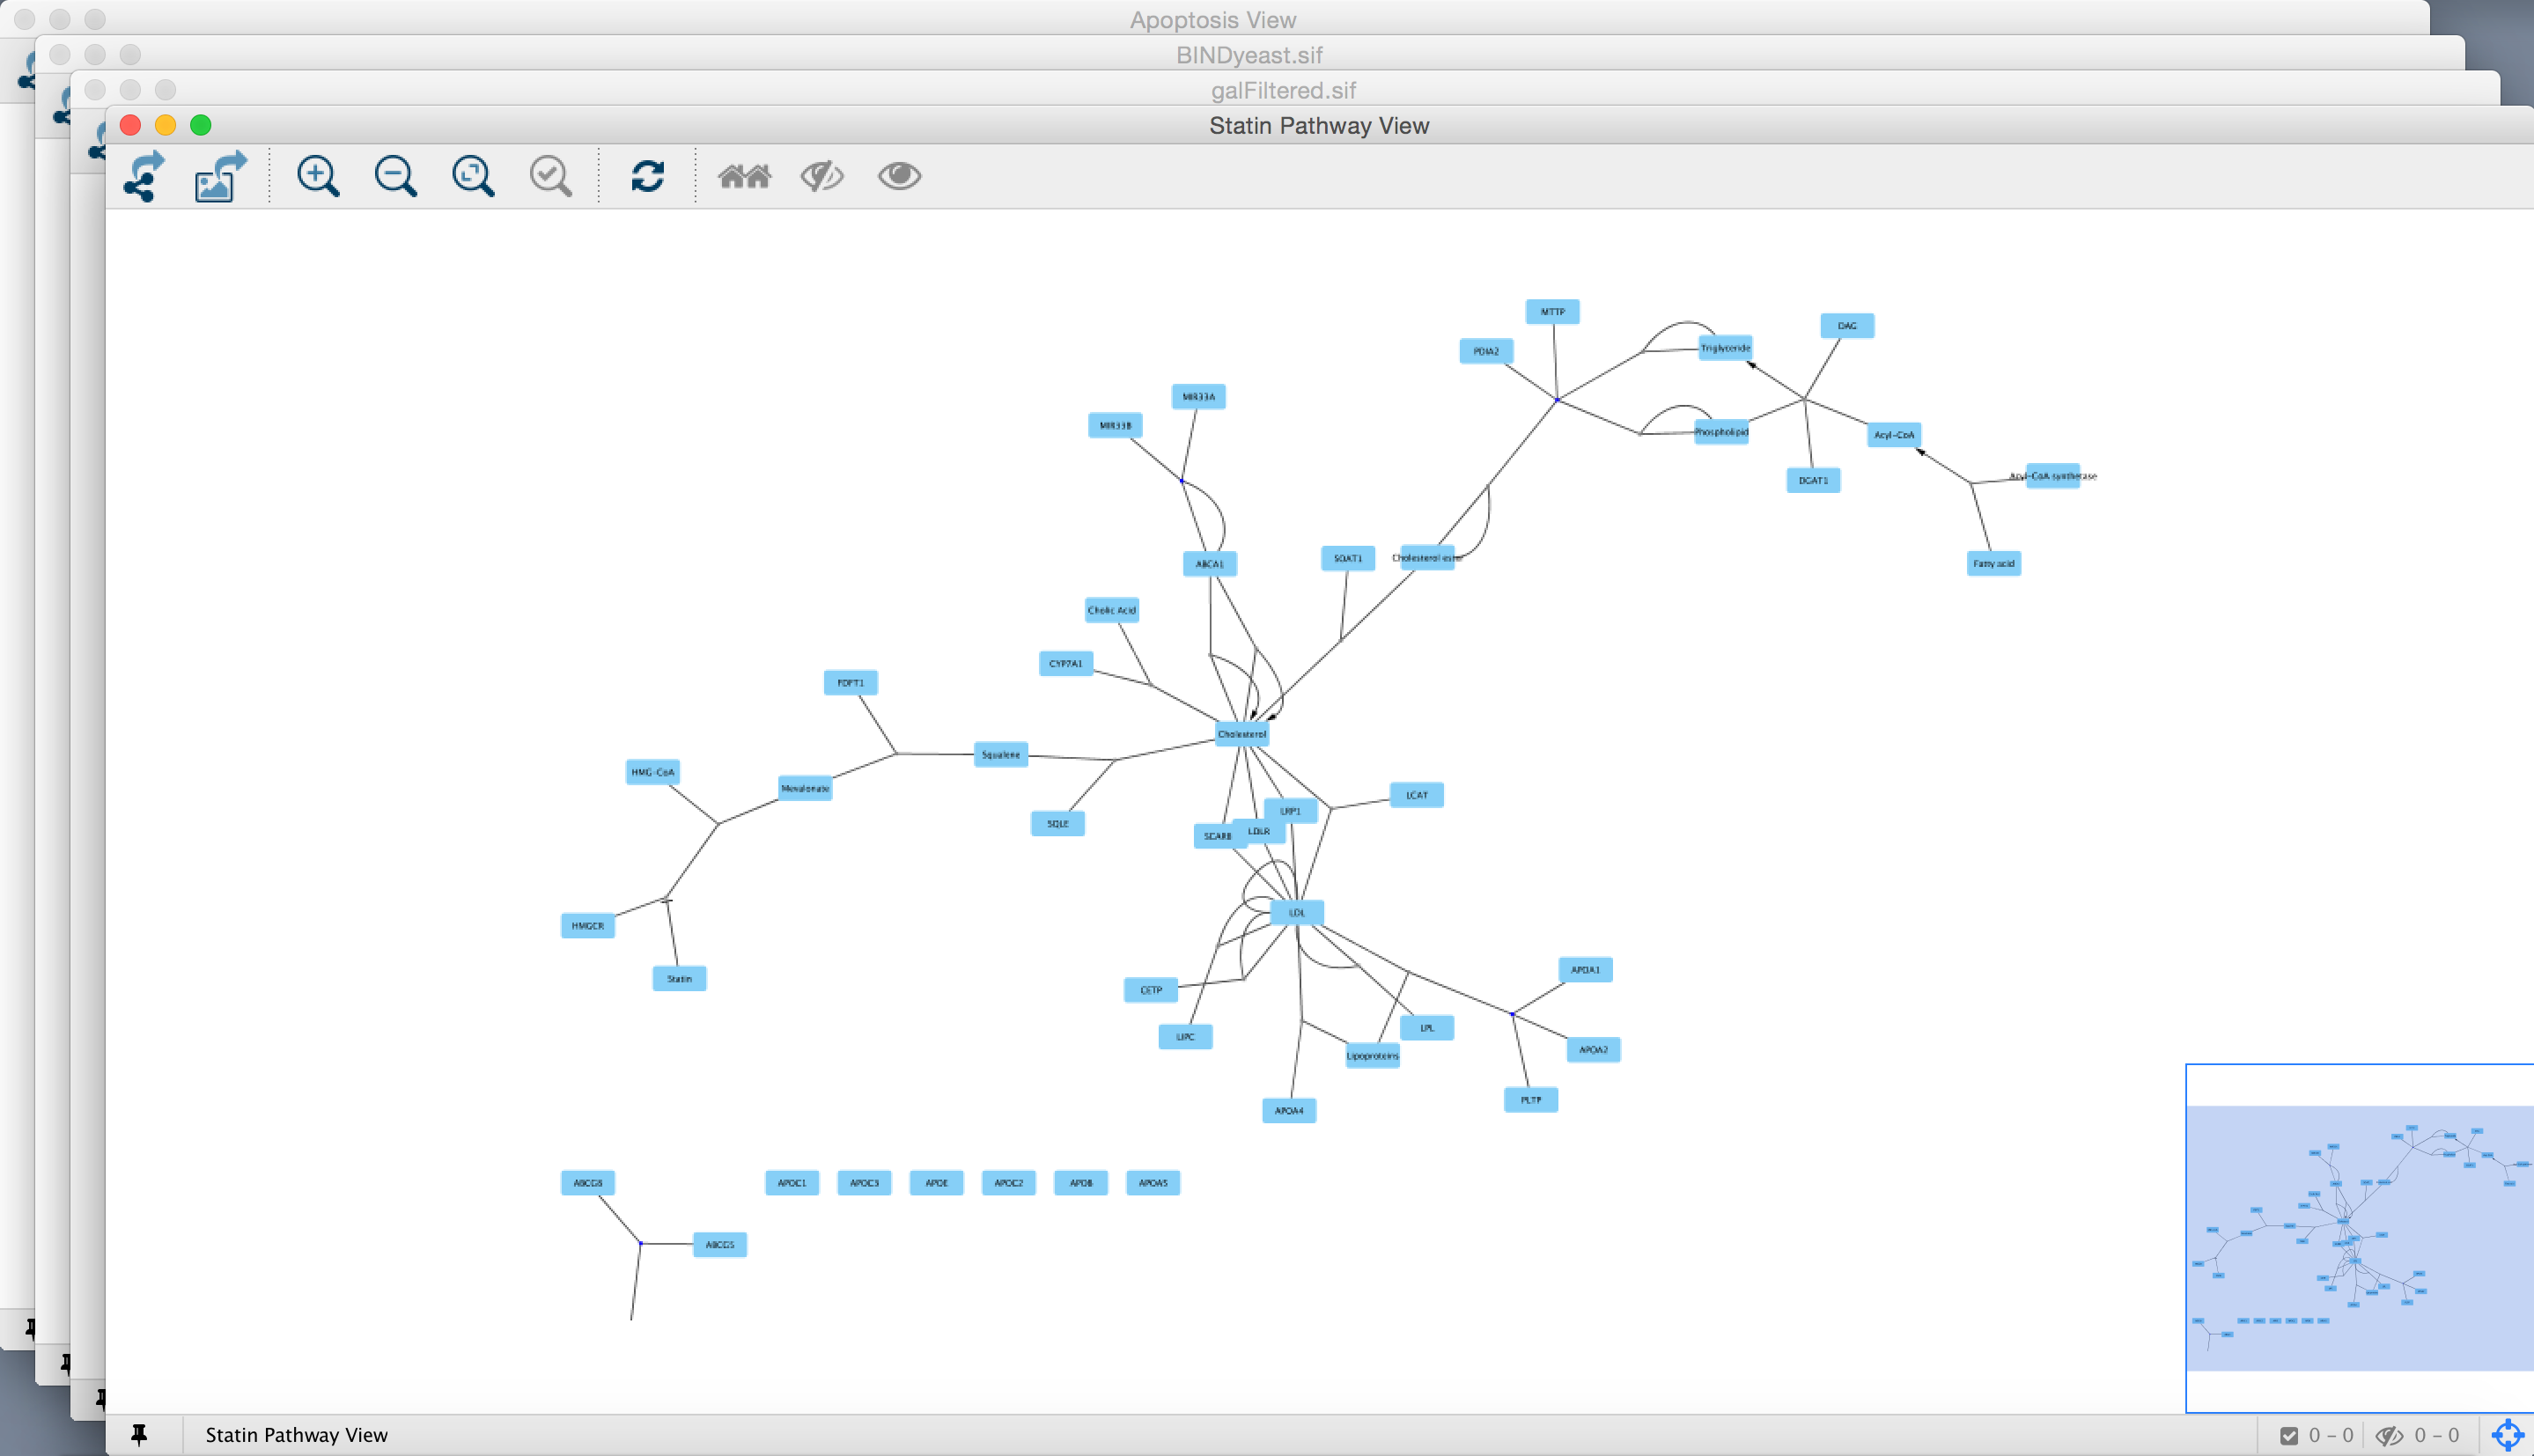 Apoptosis View
BINDyeast.sif
galFiltered.sif
Statin Pathway View
MTTP
DAG
Triglyceride
PDIA2
MIR33A
MIR33B
Phospholipid
Acyl-CoA
Acyl-CoA synthetase
DGAT1
SOAT1
Cholesterol ester
ABCA1
Fatty acid
Cholic Acid
CYP7A1
FDFT1
Cholesterol
Squalene
HMG-CoA
Mevalonate
LCAT
LRP1
SQLE
LDLR
SCARB
LDL
HMGCR
APOA1
Statin
CETP
LPL
LIPC
APOA2
Lipoproteins
PLTP
APOA4
ABCG8 APOC1 APOC3 APOE APOC2 APOB APOA5
ABCG5
Statin Pathway View
0 - 0
0 - 0